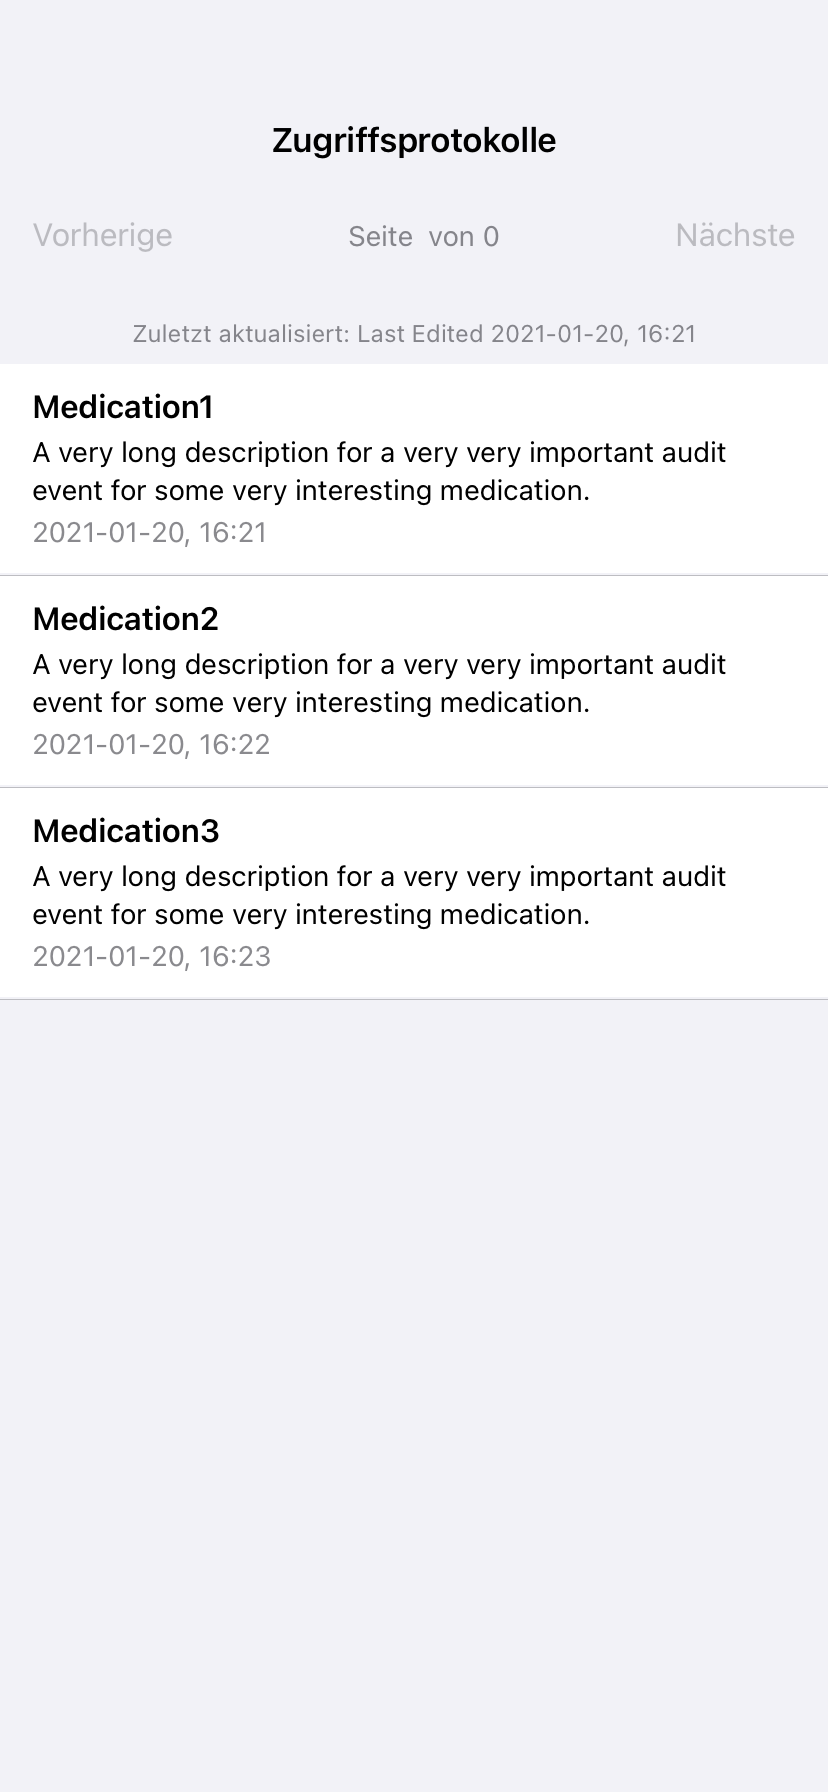 Zugriffsprotokolle
Vorherige Seite von 0 Nächste
Zuletzt aktualisiert: Last Edited 2021-01-20, 16:21
Medication1
A very long description for a very very important audit
event for some very interesting medication.
2021-01-20, 16:21
Medication2
A very long description for a very very important audit
event for some very interesting medication.
2021-01-20, 16:22
Medication3
A very long description for a very very important audit
event for some very interesting medication.
2021-01-20, 16:23